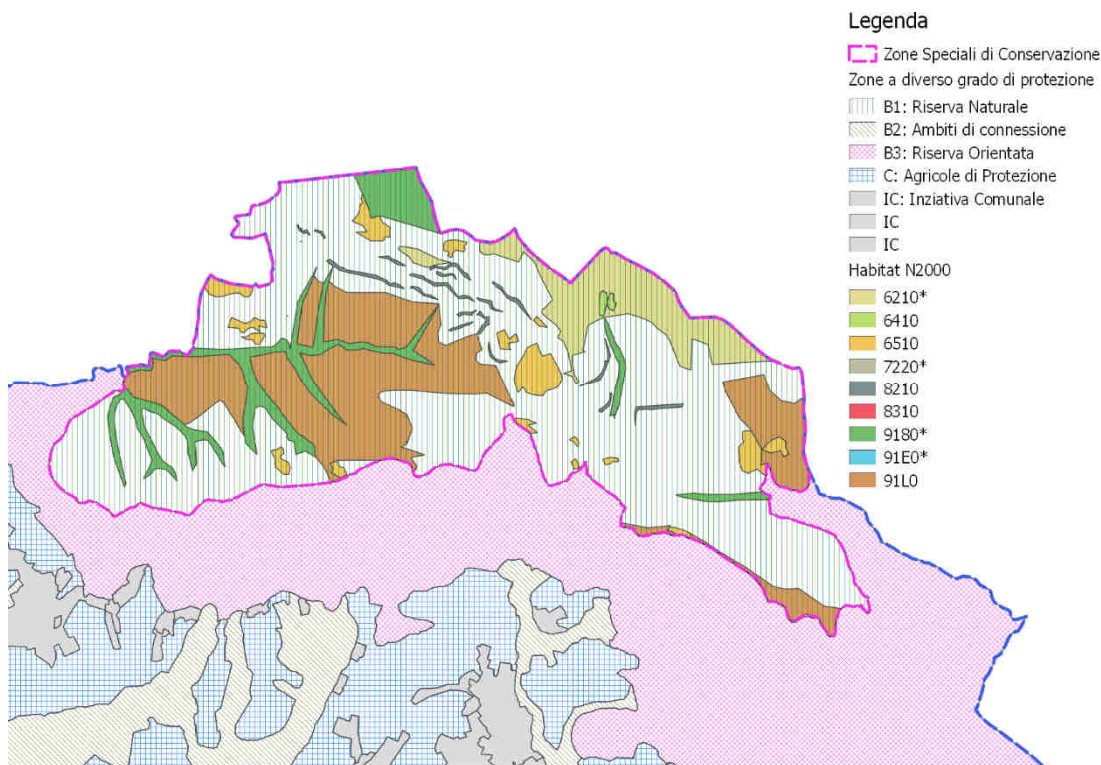 Legenda
Zone Speciali di Conservazione
Zone a diverso grado di protezione
B1: Riserva Naturale
B2: Ambiti di connessione
B3: Riserva Orientata
C: Agricole di Protezione
IC: Inziativa Comunale
IC
IC
Habitat N2000
6210*
6410
6510
7220*
8210
8310
9180*
91E0*
91L0